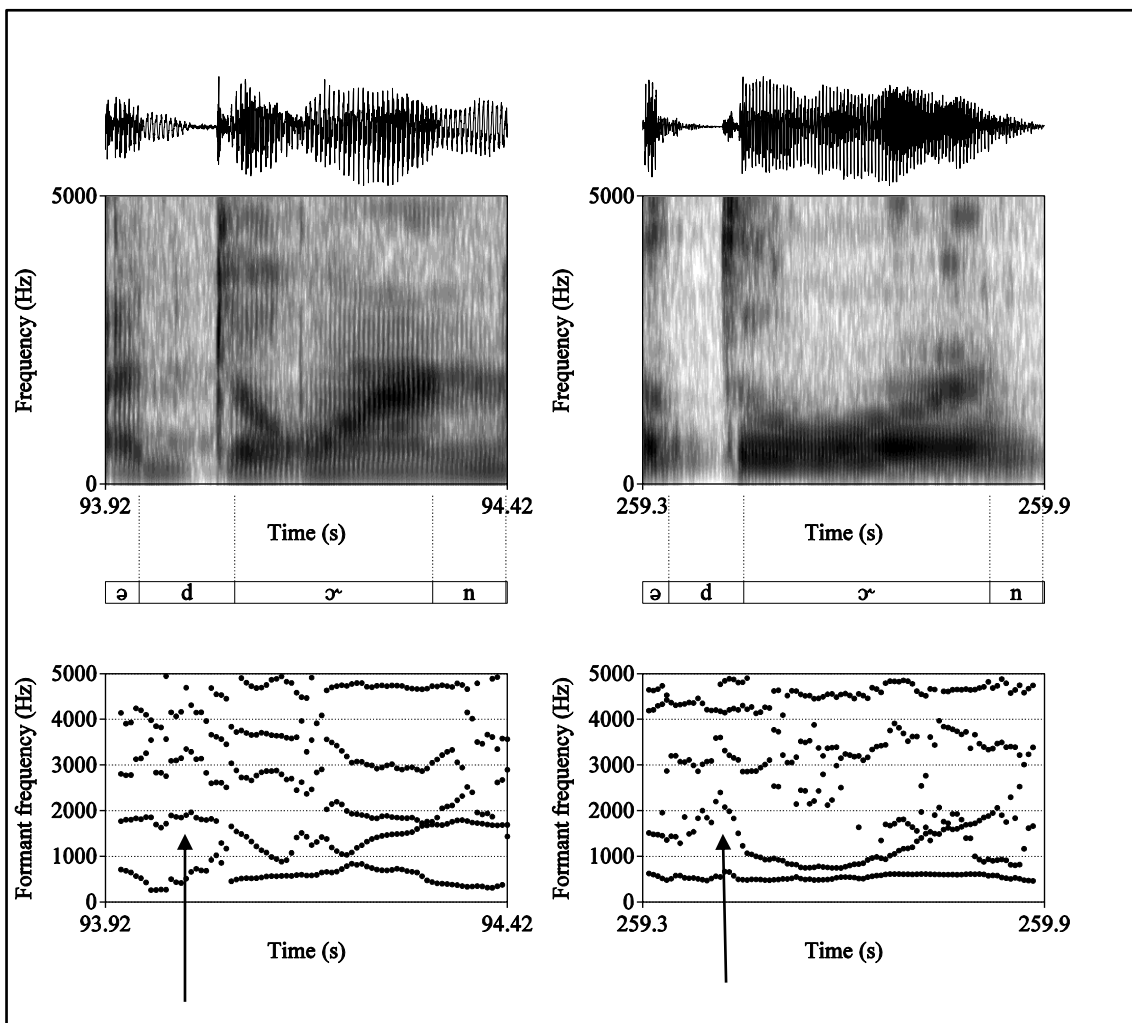 5000 5000
Frequency (Hz) Frequency (Hz)
0 0
93.92 94.42 259.3 259.9
Time (s) Time (s)
ə d ɔ˞ n ə d ɔ˞ n
5000 5000
4000 4000
3000 3000
2000 2000
1000 1000
0 0
Formant frequency (Hz) Formant frequency (Hz)
93.92 94.42 259.3 259.9
Time (s) Time (s)